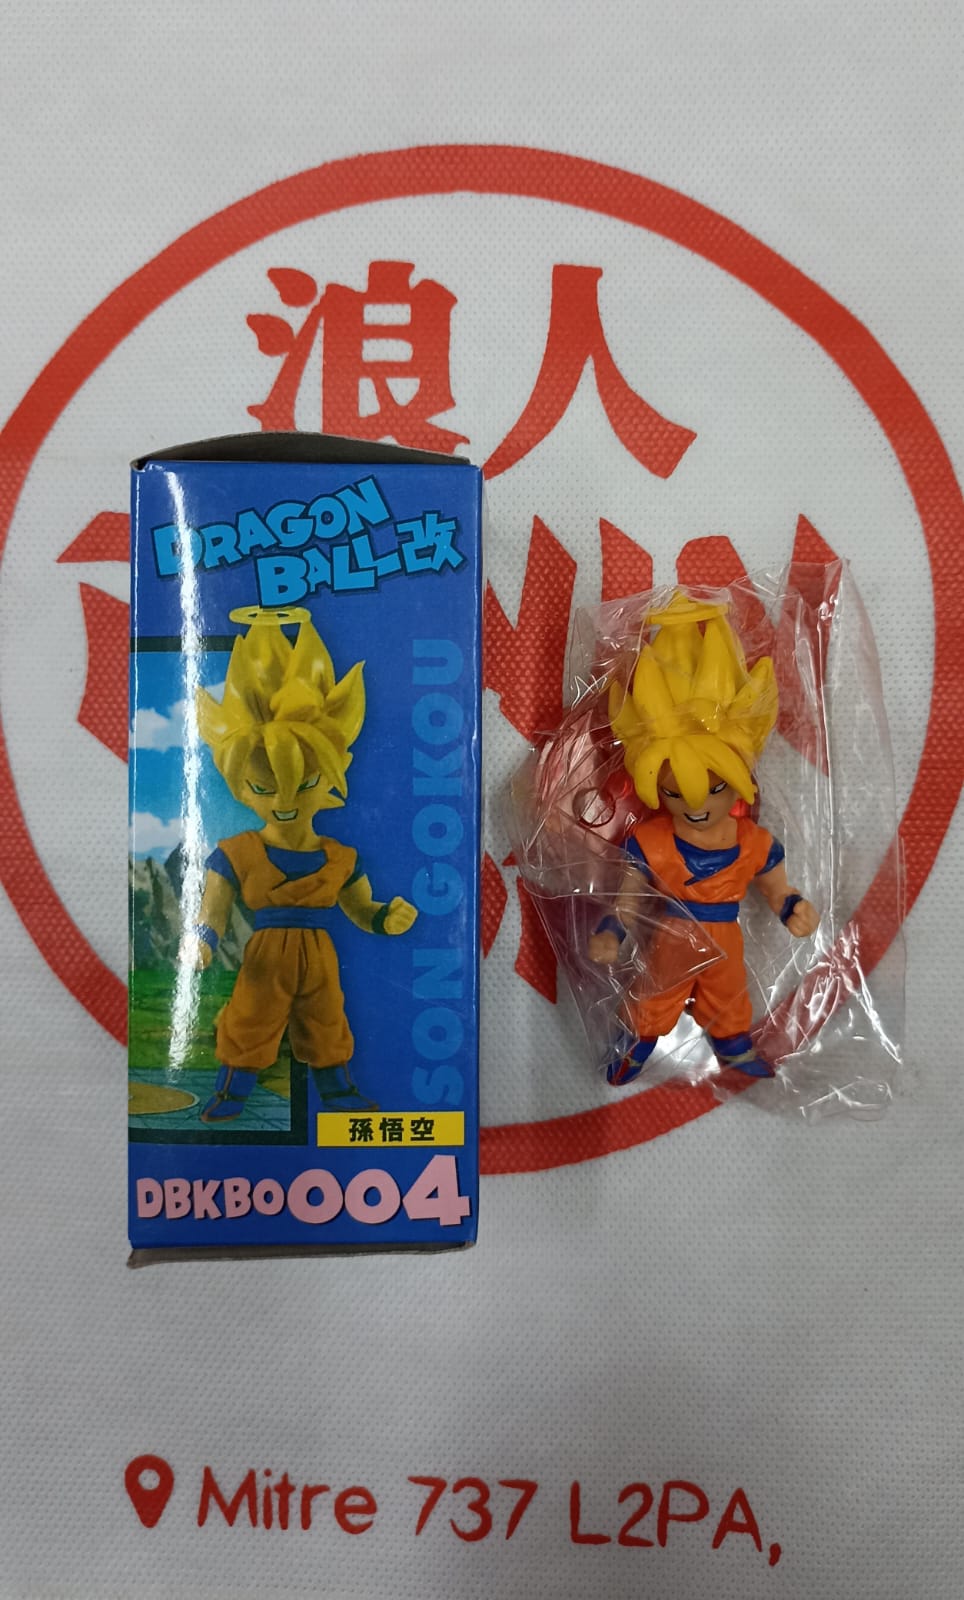 浪人
DRAGON
BALL改
SON GOKOU
孫悟空
DBKBO004
Mitre 737 L2PA,